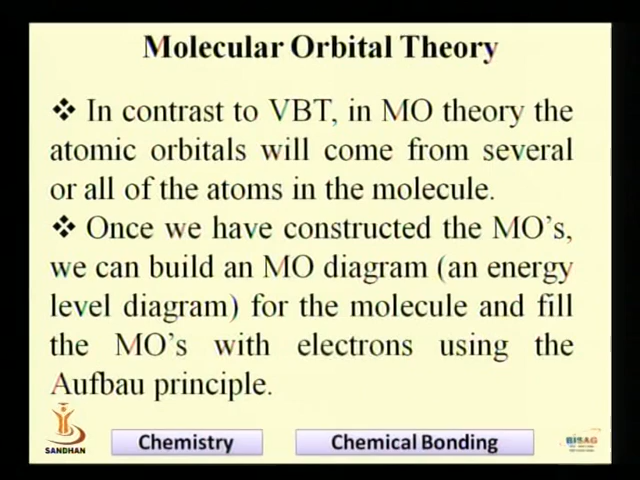 Molecular Orbital Theory
❖ In contrast to VBT, in MO theory the
atomic orbitals will come from several
or all of the atoms in the molecule.
❖ Once we have constructed the MO's,
we can build an MO diagram (an energy
level diagram) for the molecule and fill
the MO's with electrons using the
Aufbau principle.
SANDHAN
Chemistry
Chemical Bonding
BISAG